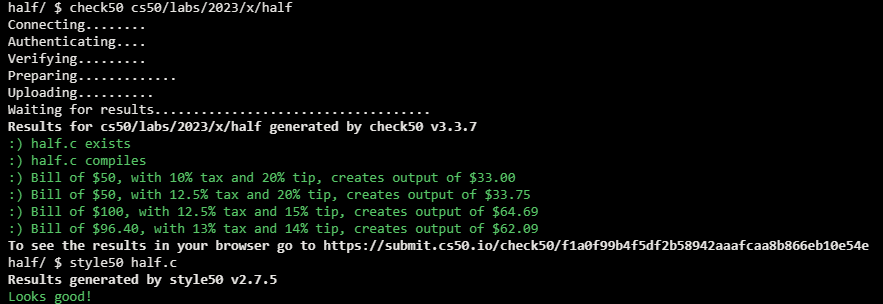 half/ $ check50 cs50/labs/2023/x/half
Connecting........
Authenticating....
Verifying.........
Preparing.............
Uploading..........
Waiting for results..................................
Results for cs50/labs/2023/x/half generated by check50 v3.3.7
:) half.c exists
:) half.c compiles
:) Bill of $50, with 10% tax and 20% tip, creates output of $33.00
:) Bill of $50, with 12.5% tax and 20% tip, creates output of $33.75
:) Bill of $100, with 12.5% tax and 15% tip, creates output of $64.69
:) Bill of $96.40, with 13% tax and 14% tip, creates output of $62.09
To see the results in your browser go to https://submit.cs50.io/check50/f1a0f99b4f5df2b58942aaafcaa8b866eb10e54e
half/ $ style50 half.c
Results generated by style50 v2.7.5
Looks good!